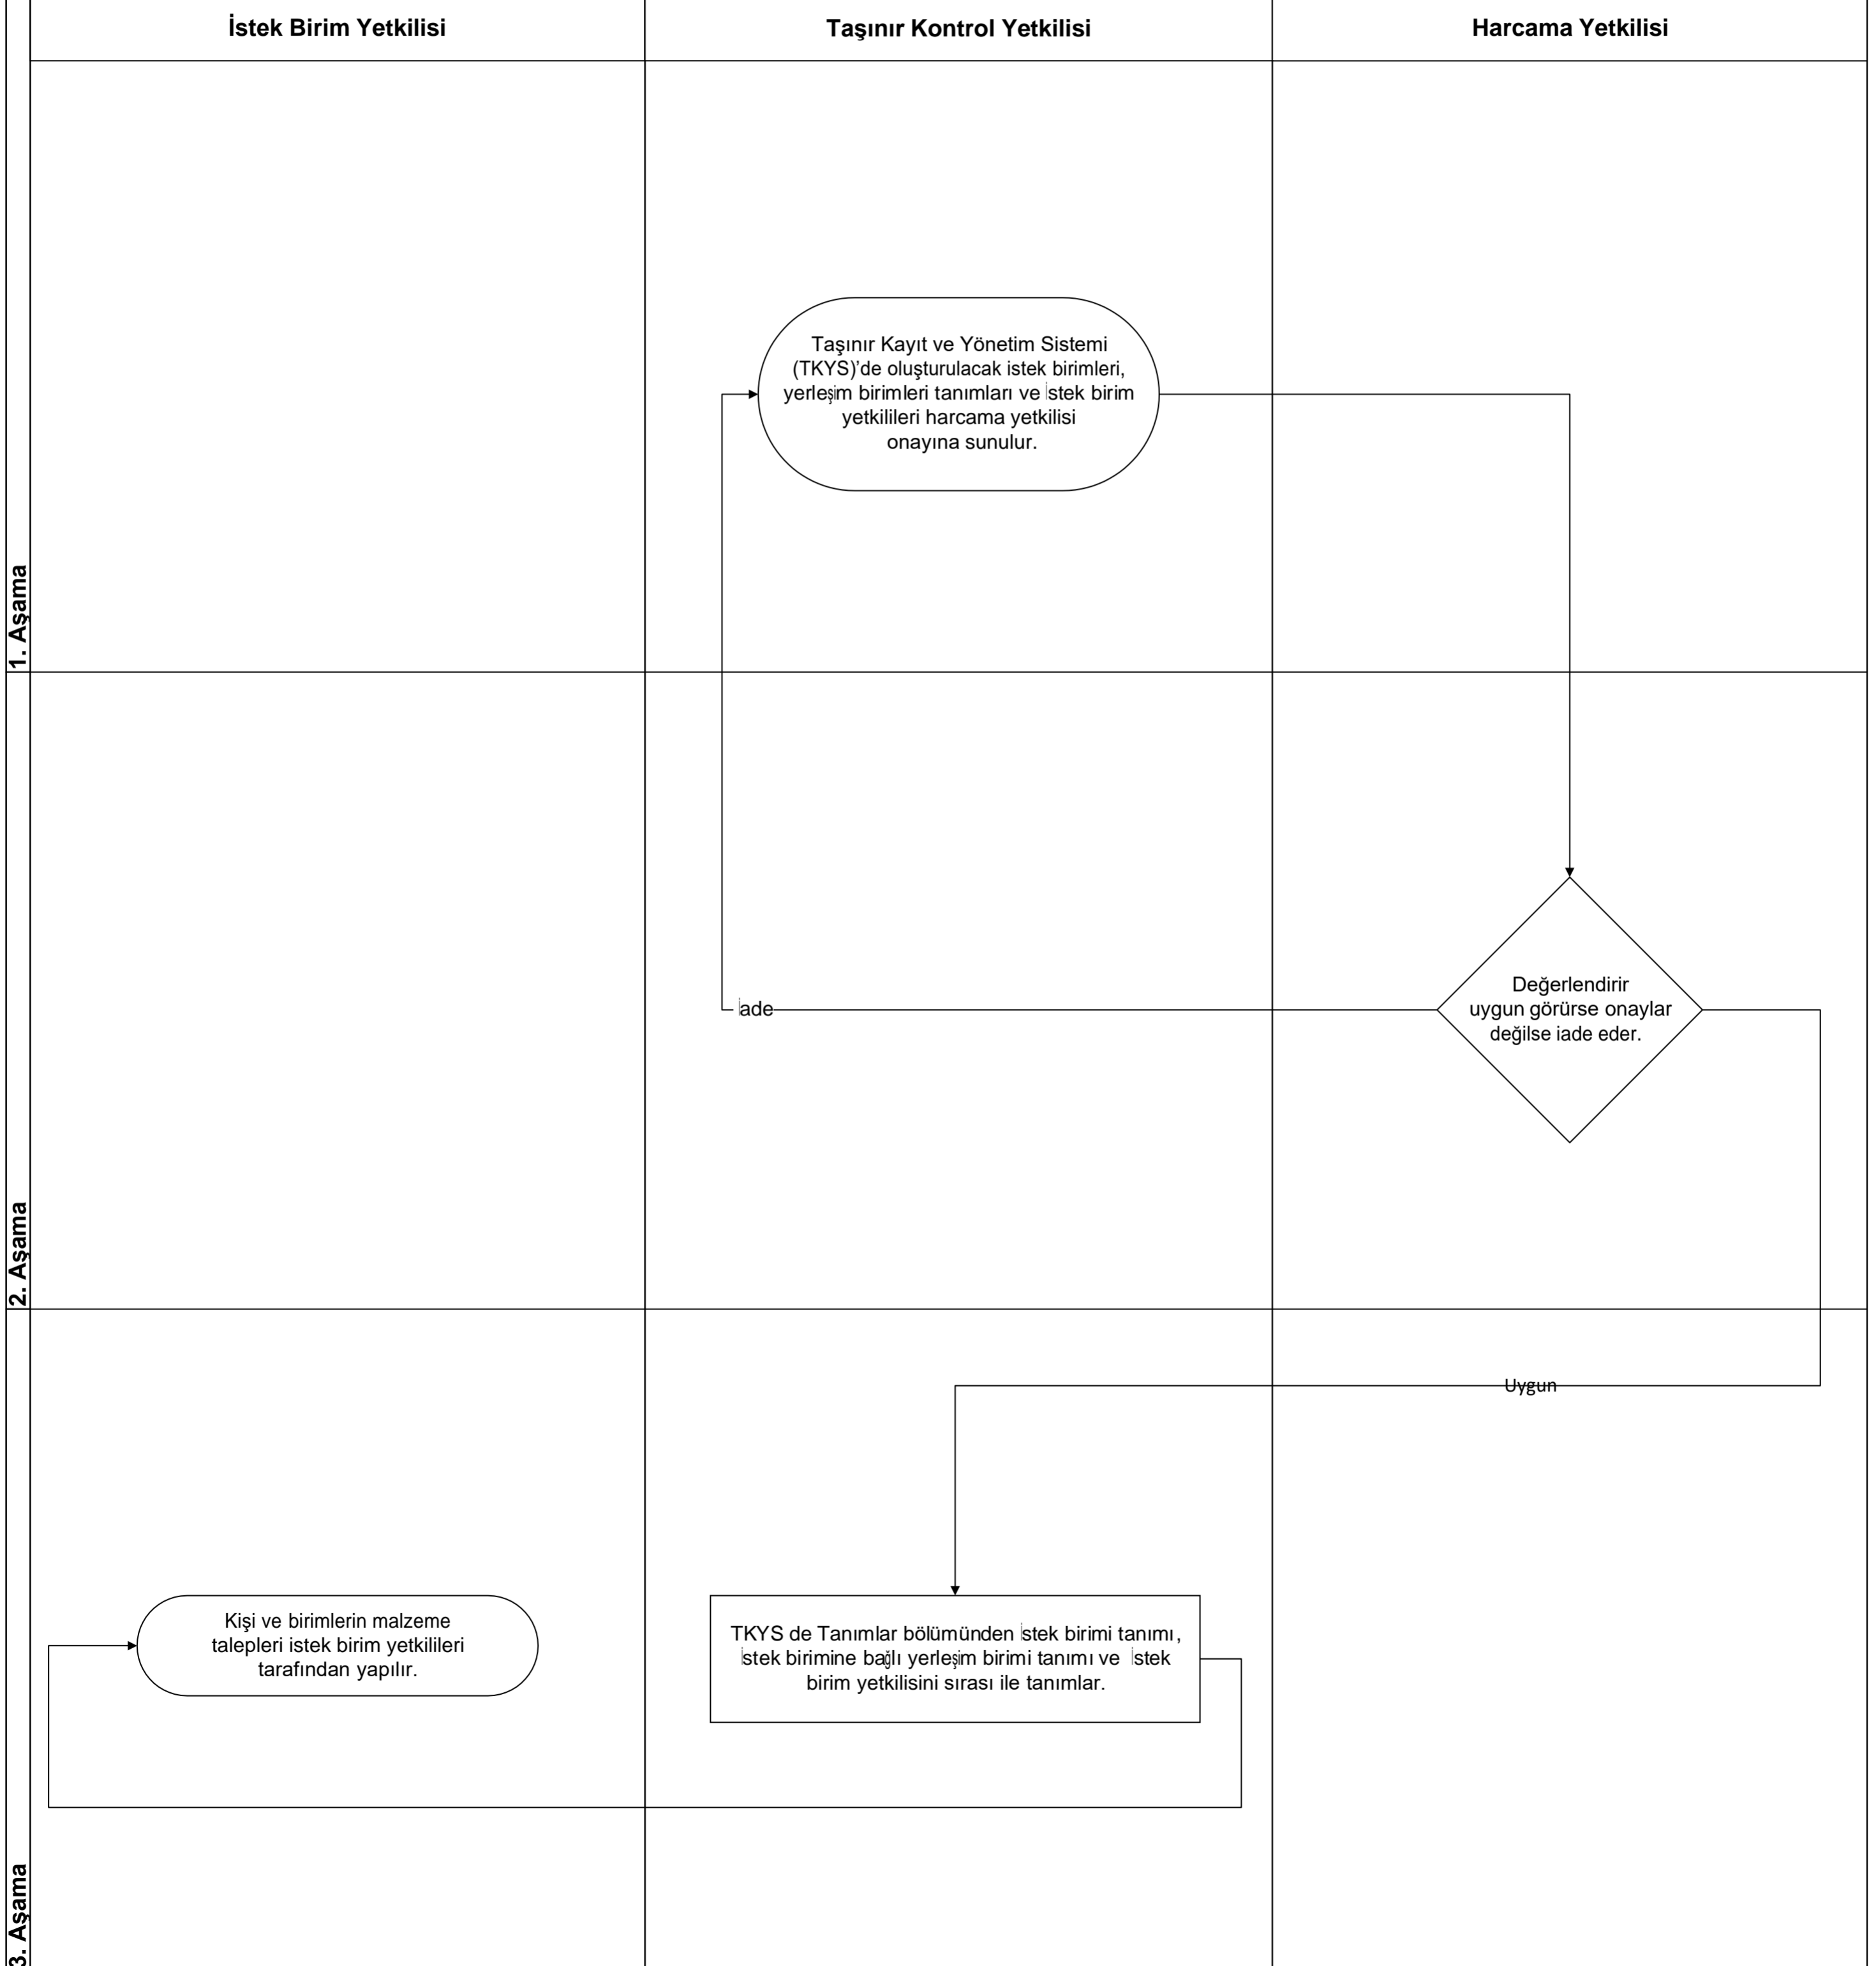 İstek Birim Yetkilisi
Taşınır Kontrol Yetkilisi
Harcama Yetkilisi
1. Aşama
Taşınır Kayıt ve Yönetim Sistemi
(TKYS)’de oluşturulacak istek birimleri,
yerleşim birimleri tanımları ve İstek birim
yetkilileri harcama yetkilisi
onayına sunulur.
2. Aşama
İade
Değerlendirir
uygun görürse onaylar
değilse iade eder.
3. Aşama
Uygun
Kişi ve birimlerin malzeme
talepleri istek birim yetkilileri
tarafından yapılır.
TKYS de Tanımlar bölümünden İstek birimi tanımı,
İstek birimine bağlı yerleşim birimi tanımı ve İstek
birim yetkilisini sırası ile tanımlar.